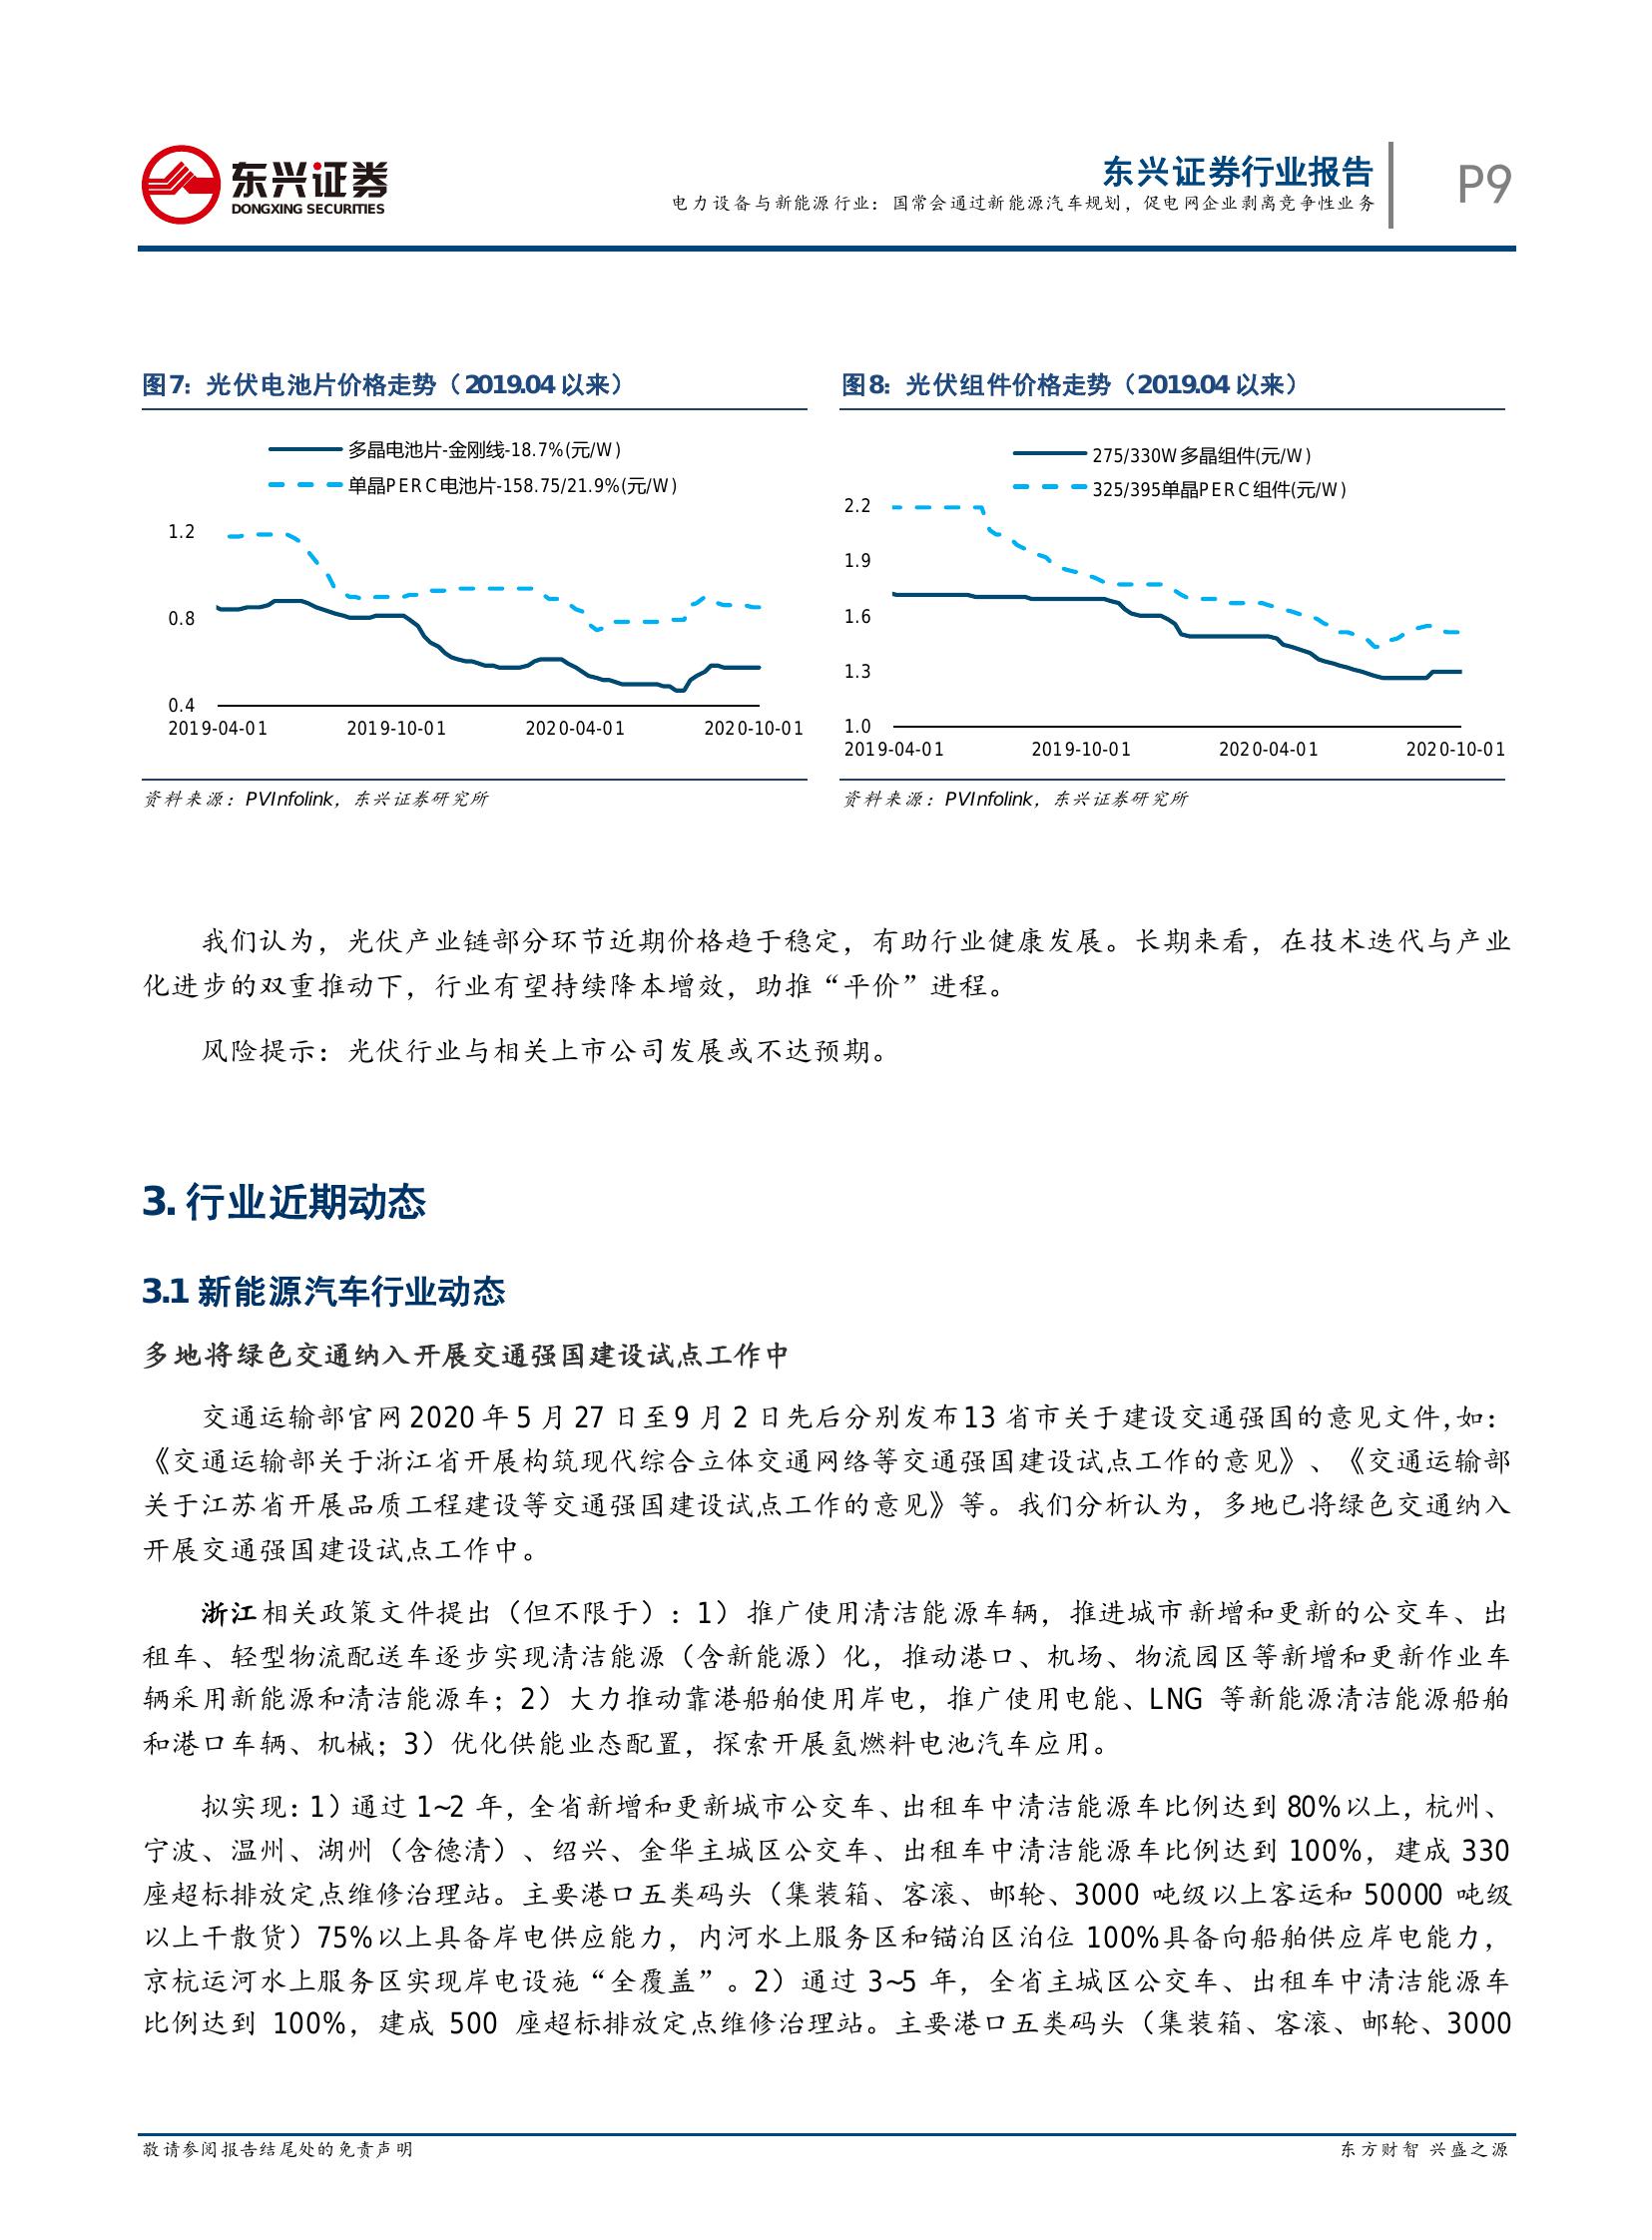 东兴证券
DONGXING SECURITIES
东兴证券行业报告
电力设备与新能源行业：国常会通过新能源汽车规划，促电网企业剥离竞争性业务
P9
图7：光伏电池片价格走势（2019.04以来）
多晶电池片-金刚线-18.7%(元/W)
单晶PERC电池片-158.75/21.9%(元/W)
1.2
0.8
0.4
2019-04-01 2019-10-01 2020-04-01 2020-10-01
资料来源：PVInfolink，东兴证券研究所
图8：光伏组件价格走势（2019.04以来）
275/330W多晶组件(元/W)
325/395单晶PERC组件(元/W)
2.2
1.9
1.6
1.3
1.0
2019-04-01 2019-10-01 2020-04-01 2020-10-01
资料来源：PVInfolink，东兴证券研究所
我们认为，光伏产业链部分环节近期价格趋于稳定，有助行业健康发展。长期来看，在技术迭代与产业
化进步的双重推动下，行业有望持续降本增效，助推“平价”进程。
风险提示：光伏行业与相关上市公司发展或不达预期。
3. 行业近期动态
3.1 新能源汽车行业动态
多地将绿色交通纳入开展交通强国建设试点工作中
交通运输部官网2020年5月27日至9月2日先后分别发布13省市关于建设交通强国的意见文件,如：
《交通运输部关于浙江省开展构筑现代综合立体交通网络等交通强国建设试点工作的意见》、《交通运输部
关于江苏省开展品质工程建设等交通强国建设试点工作的意见》等。我们分析认为，多地已将绿色交通纳入
开展交通强国建设试点工作中。
浙江相关政策文件提出（但不限于）：1）推广使用清洁能源车辆，推进城市新增和更新的公交车、出
租车、轻型物流配送车逐步实现清洁能源（含新能源）化，推动港口、机场、物流园区等新增和更新作业车
辆采用新能源和清洁能源车；2）大力推动靠港船舶使用岸电，推广使用电能、LNG 等新能源清洁能源船舶
和港口车辆、机械；3）优化供能业态配置，探索开展氢燃料电池汽车应用。
拟实现：1）通过1~2年，全省新增和更新城市公交车、出租车中清洁能源车比例达到80%以上，杭州、
宁波、温州、湖州（含德清）、绍兴、金华主城区公交车、出租车中清洁能源车比例达到100%，建成 330
座超标排放定点维修治理站。主要港口五类码头（集装箱、客滚、邮轮、3000 吨级以上客运和 50000 吨级
以上干散货）75%以上具备岸电供应能力，内河水上服务区和锚泊区泊位 100%具备向船舶供应岸电能力，
京杭运河水上服务区实现岸电设施“全覆盖”。2）通过 3~5 年，全省主城区公交车、出租车中清洁能源车
比例达到 100%，建成 500 座超标排放定点维修治理站。主要港口五类码头（集装箱、客滚、邮轮、3000
敬请参阅报告结尾处的免责声明
东方财智 兴盛之源